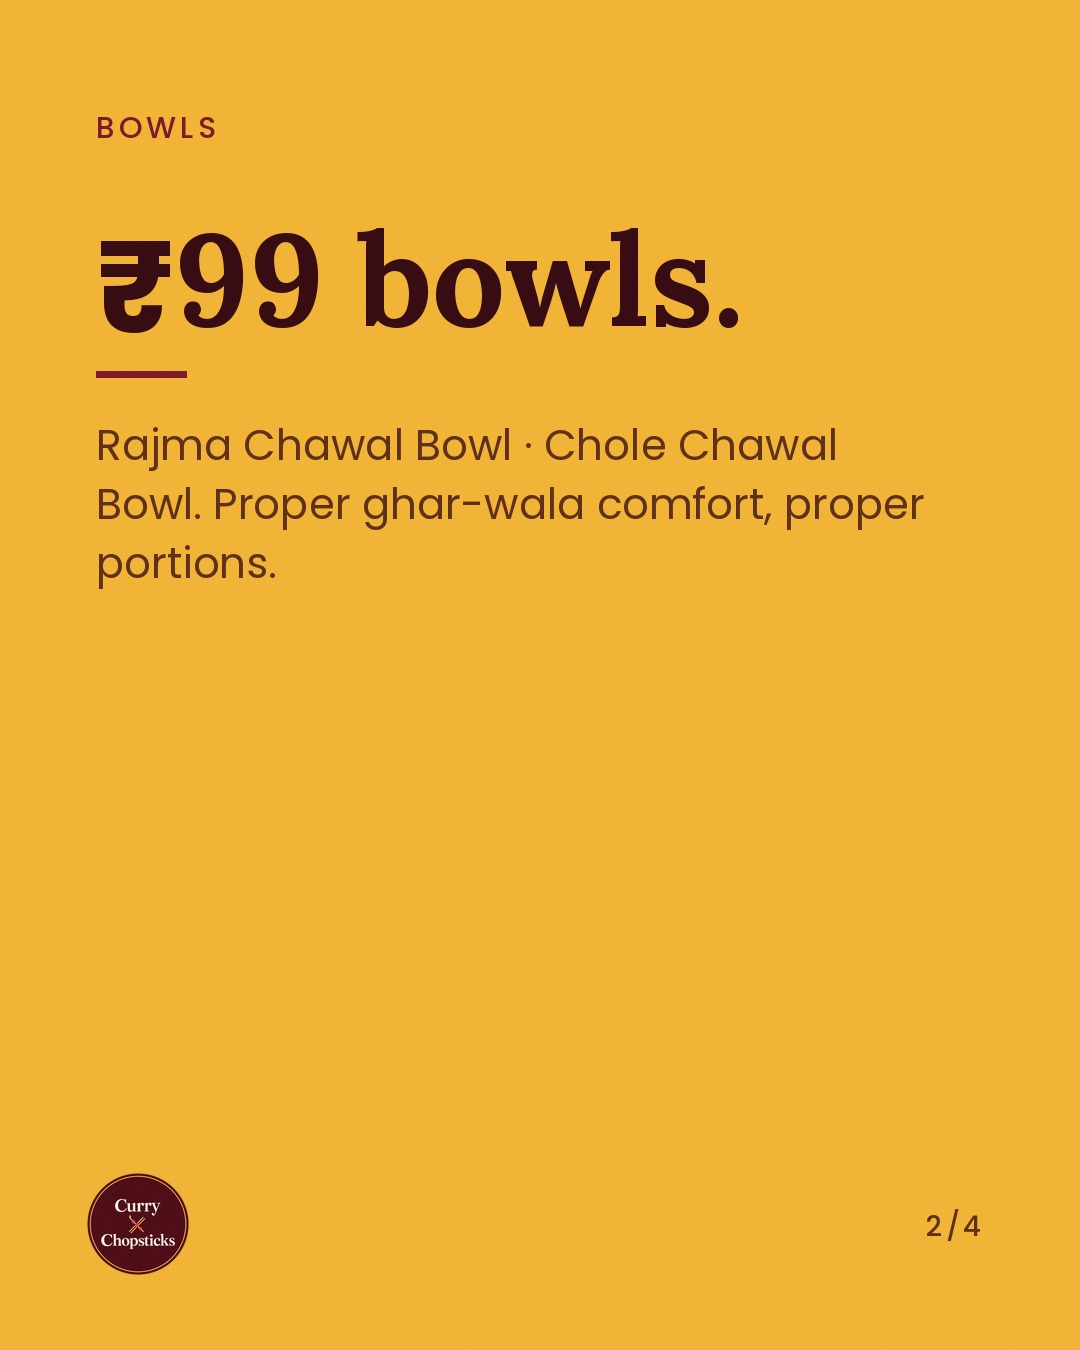 BOWLS
₹99 bowls.
Rajma Chawal Bowl · Chole Chawal
Bowl. Proper ghar-wala comfort, proper
portions.
Curry
Chopsticks
2/4